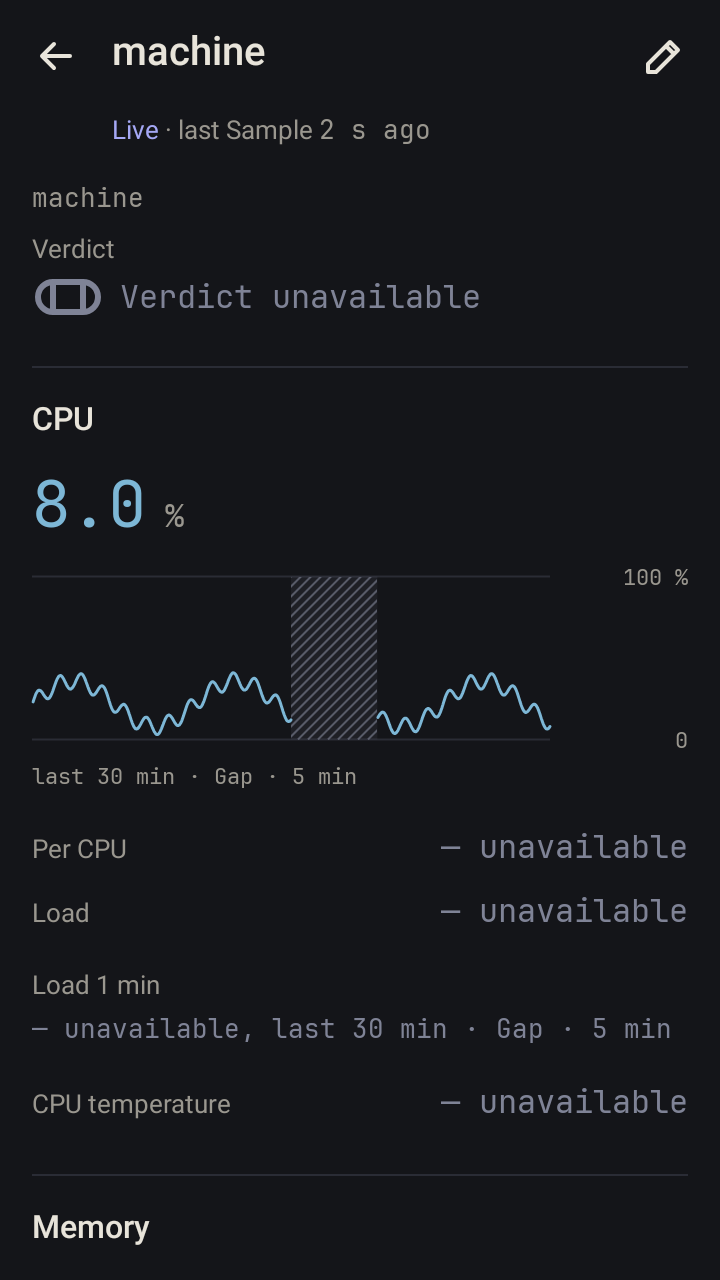 machine
Live · last Sample 2 s ago
machine
Verdict
Verdict unavailable
CPU
8.0 %
100 %
0
last 30 min · Gap · 5 min
Per CPU — unavailable
Load — unavailable
Load 1 min
— unavailable, last 30 min · Gap · 5 min
CPU temperature — unavailable
Memory